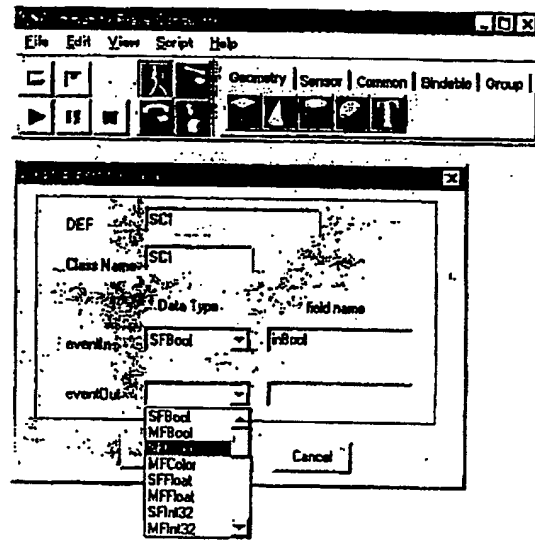 File Edit View Script Help
Geometry Sensor Common Bindable Group
DEF SC1
Class Name SC1
Data Type field name
eventIn SFBool inBool
eventOut
SFBool
MFBool
MFColor
SFFloat
MFFloat
SFInt32
MFInt32
Cancel